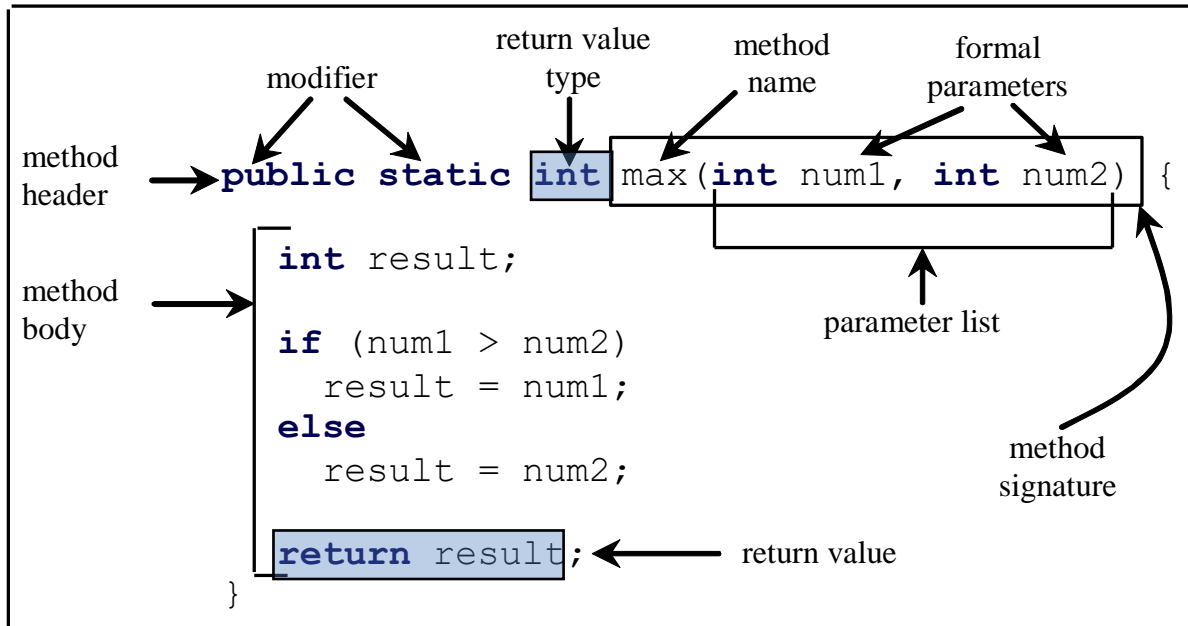 return value
type
method
name
formal
parameters
modifier
method
header
public static int max(int num1, int num2) {
method
body
int result;
parameter list
if (num1 > num2)
result = num1;
else
result = num2;
method
signature
return result;
return value
}